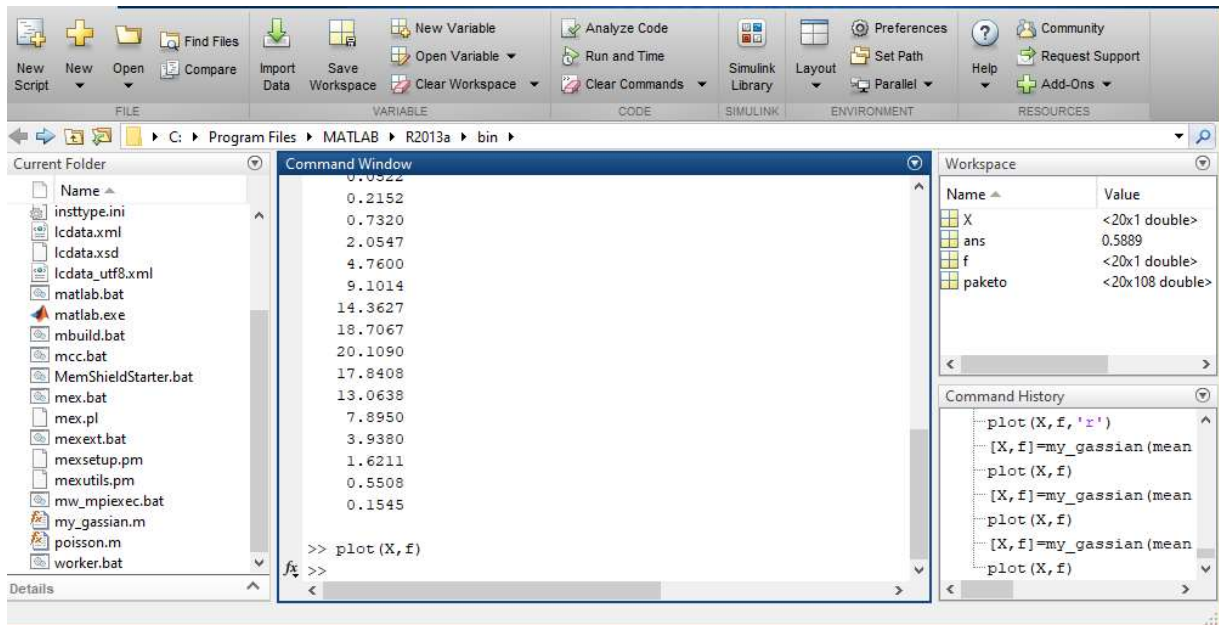 New Script
New
Open
Find Files
Compare
FILE
Import Data
Save Workspace
New Variable
Open Variable
Clear Workspace
VARIABLE
Analyze Code
Run and Time
Clear Commands
CODE
Simulink Library
SIMULINK
Layout
Preferences
Set Path
Parallel
ENVIRONMENT
Help
Community
Request Support
Add-Ons
RESOURCES
C: Program Files MATLAB R2013a bin
Current Folder
Name
insttype.ini
lcdata.xml
lcdata.xsd
lcdata_utf8.xml
matlab.bat
matlab.exe
mbuild.bat
mcc.bat
MemShieldStarter.bat
mex.bat
mex.pl
mexext.bat
mexsetup.pm
mexutils.pm
mw_mpiexec.bat
my_gassian.m
poisson.m
worker.bat
Details
Command Window
0.2152
0.7320
2.0547
4.7600
9.1014
14.3627
18.7067
20.1090
17.8408
13.0638
7.8950
3.9380
1.6211
0.5508
0.1545
>> plot(X,f)
fx >>
Workspace
Name Value
X <20x1 double>
ans 0.5889
f <20x1 double>
paketo <20x108 double>
Command History
plot(X,f,'r')
[X,f]=my_gassian(mean
plot(X,f)
[X,f]=my_gassian(mean
plot(X,f)
[X,f]=my_gassian(mean
plot(X,f)